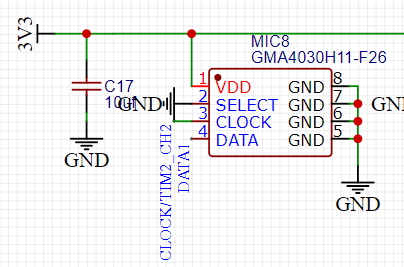 3V3
MIC8
GMA4030H11-F26
C17
GND
1 VDD GND 8
2 SELECT GND 7
3 CLOCK GND 6
4 DATA GND 5
GND
GND
CLOCK/TIM2_CH2
DATA1
GND